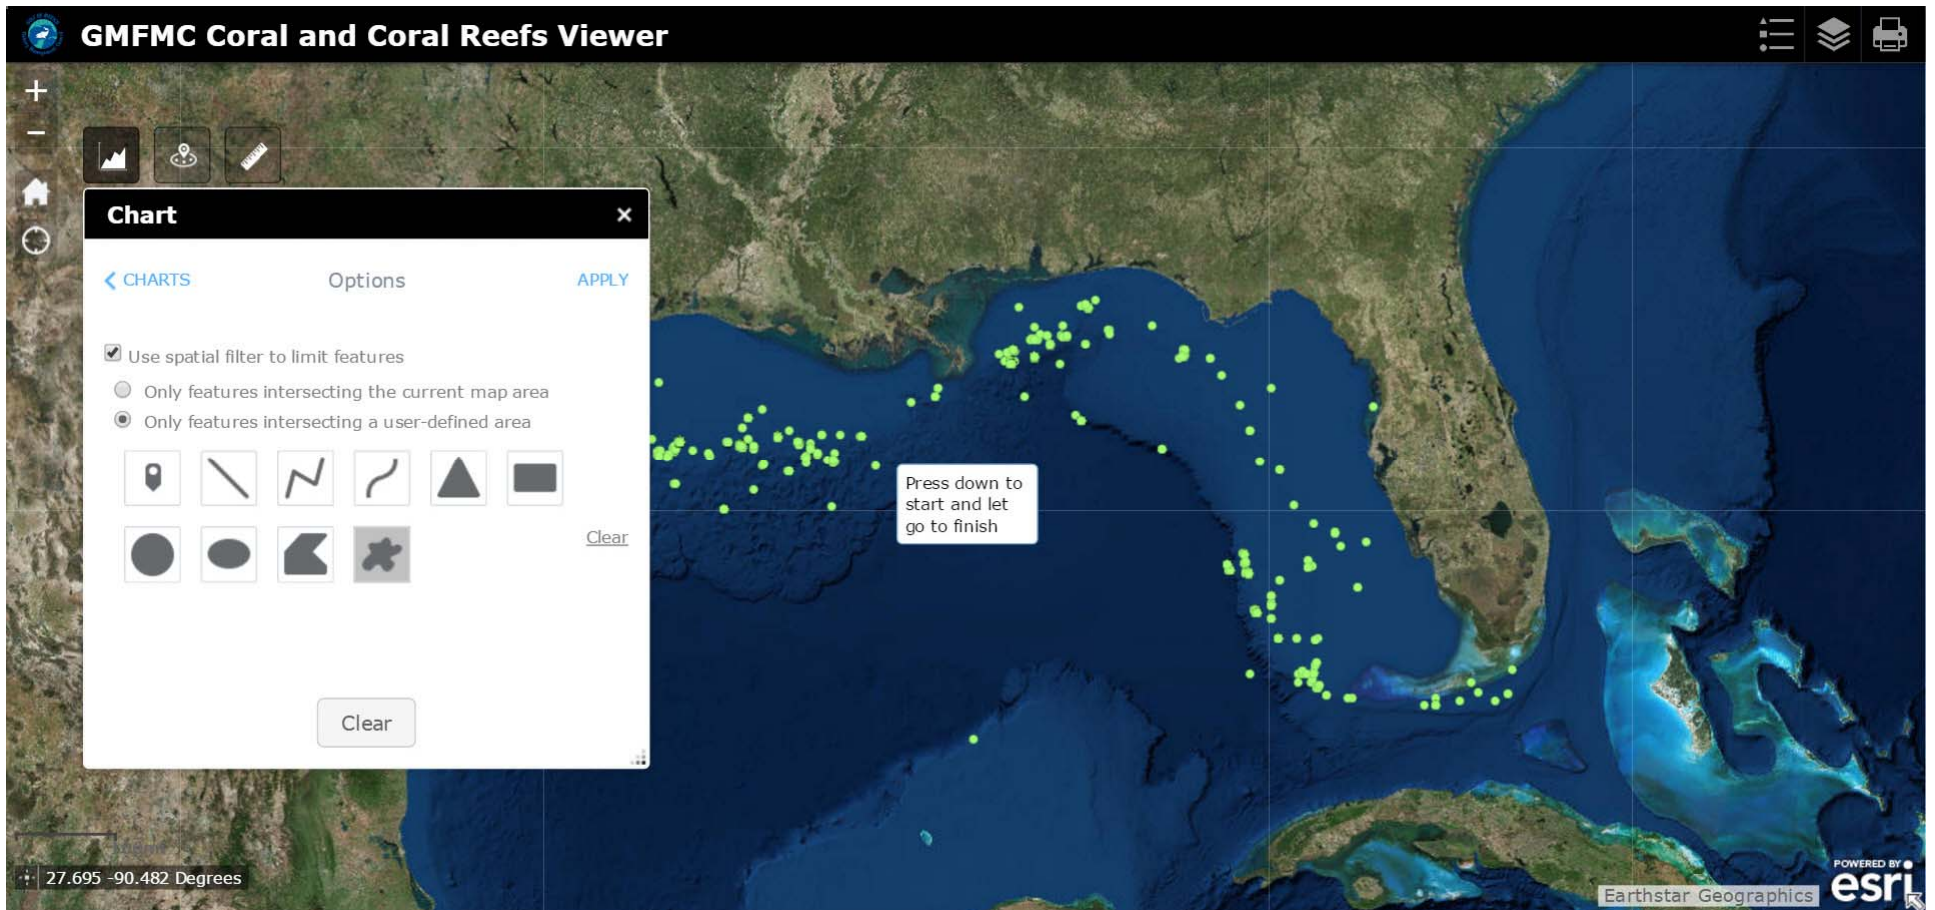 GMFMC Coral and Coral Reefs Viewer
Chart
CHARTS
Options
APPLY
Use spatial filter to limit features
Only features intersecting the current map area
Only features intersecting a user-defined area
Clear
Clear
Press down to
start and let
go to finish
27.695 -90.482 Degrees
Earthstar Geographics
POWERED BY
esri